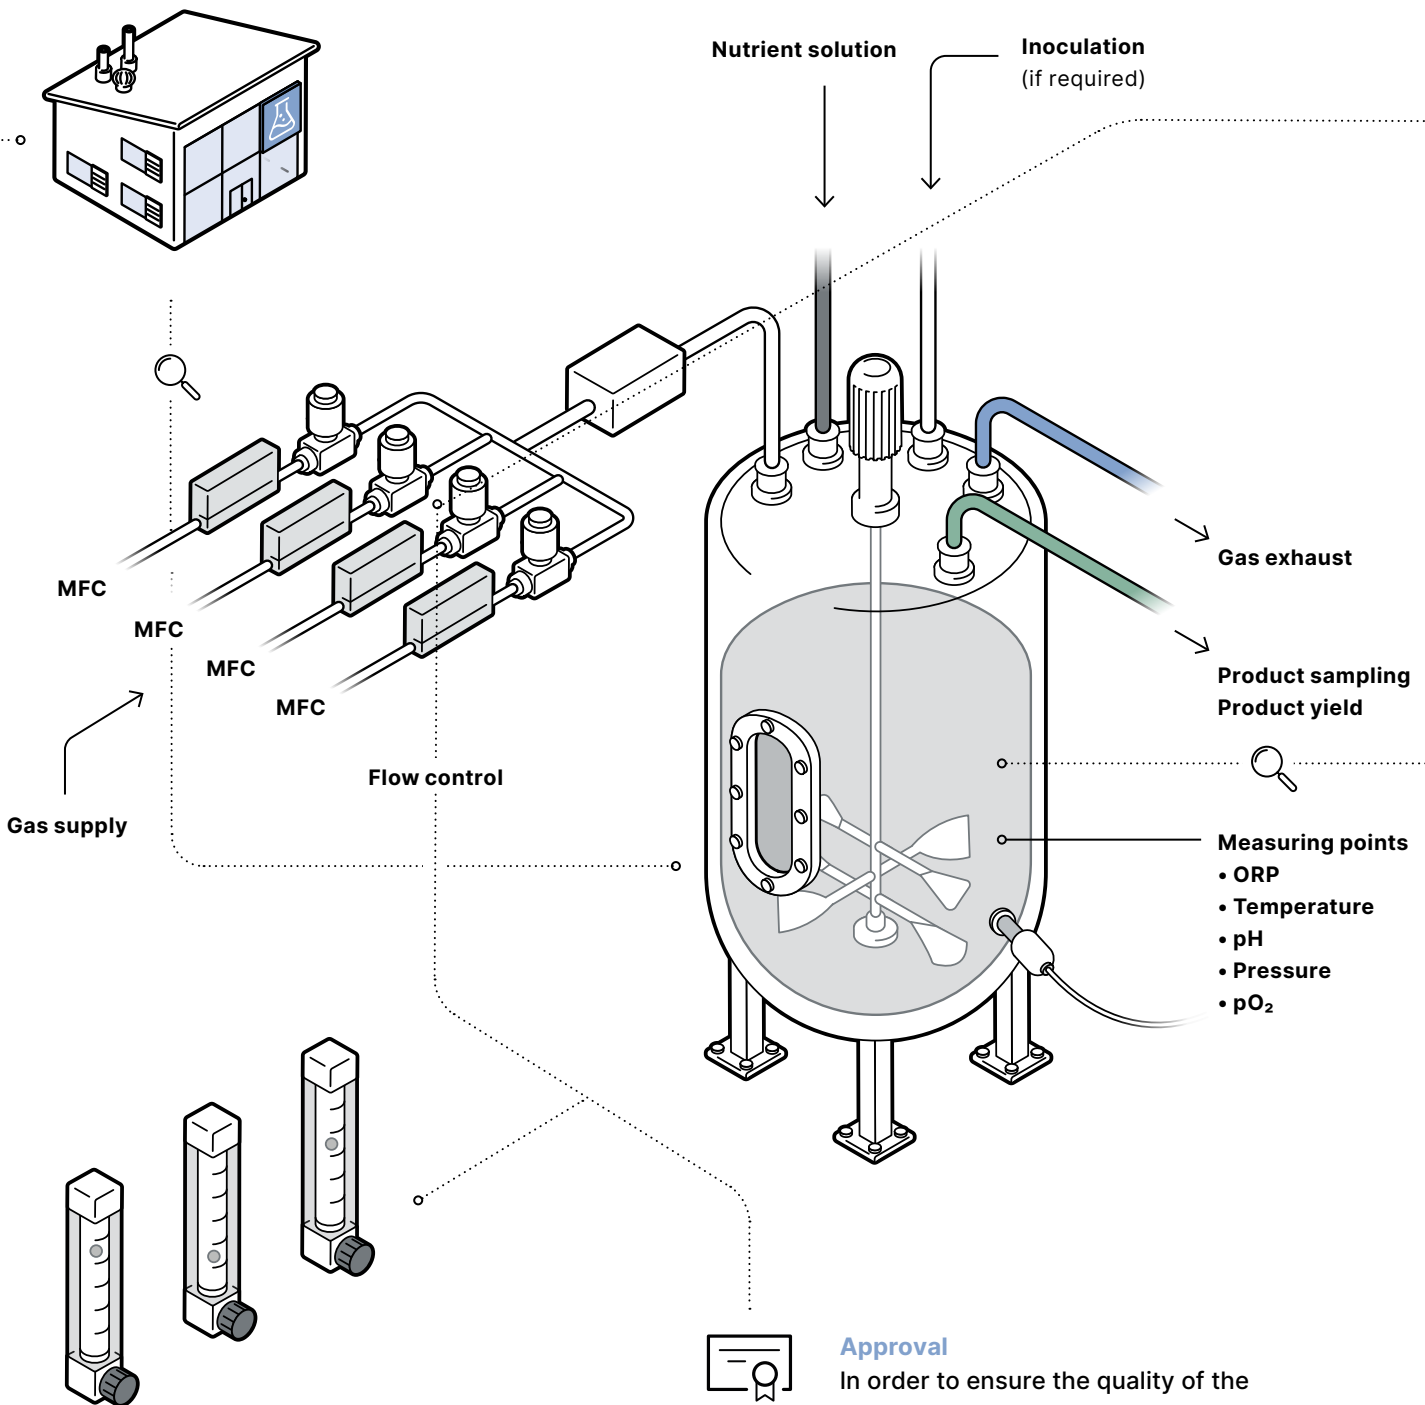 Nutrient solution
Inoculation
(if required)
Gas exhaust
MFC
MFC
MFC
MFC
Product sampling
Product yield
Flow control
Gas supply
Measuring points
• ORP
• Temperature
• pH
• Pressure
• pO₂
Approval
In order to ensure the quality of the